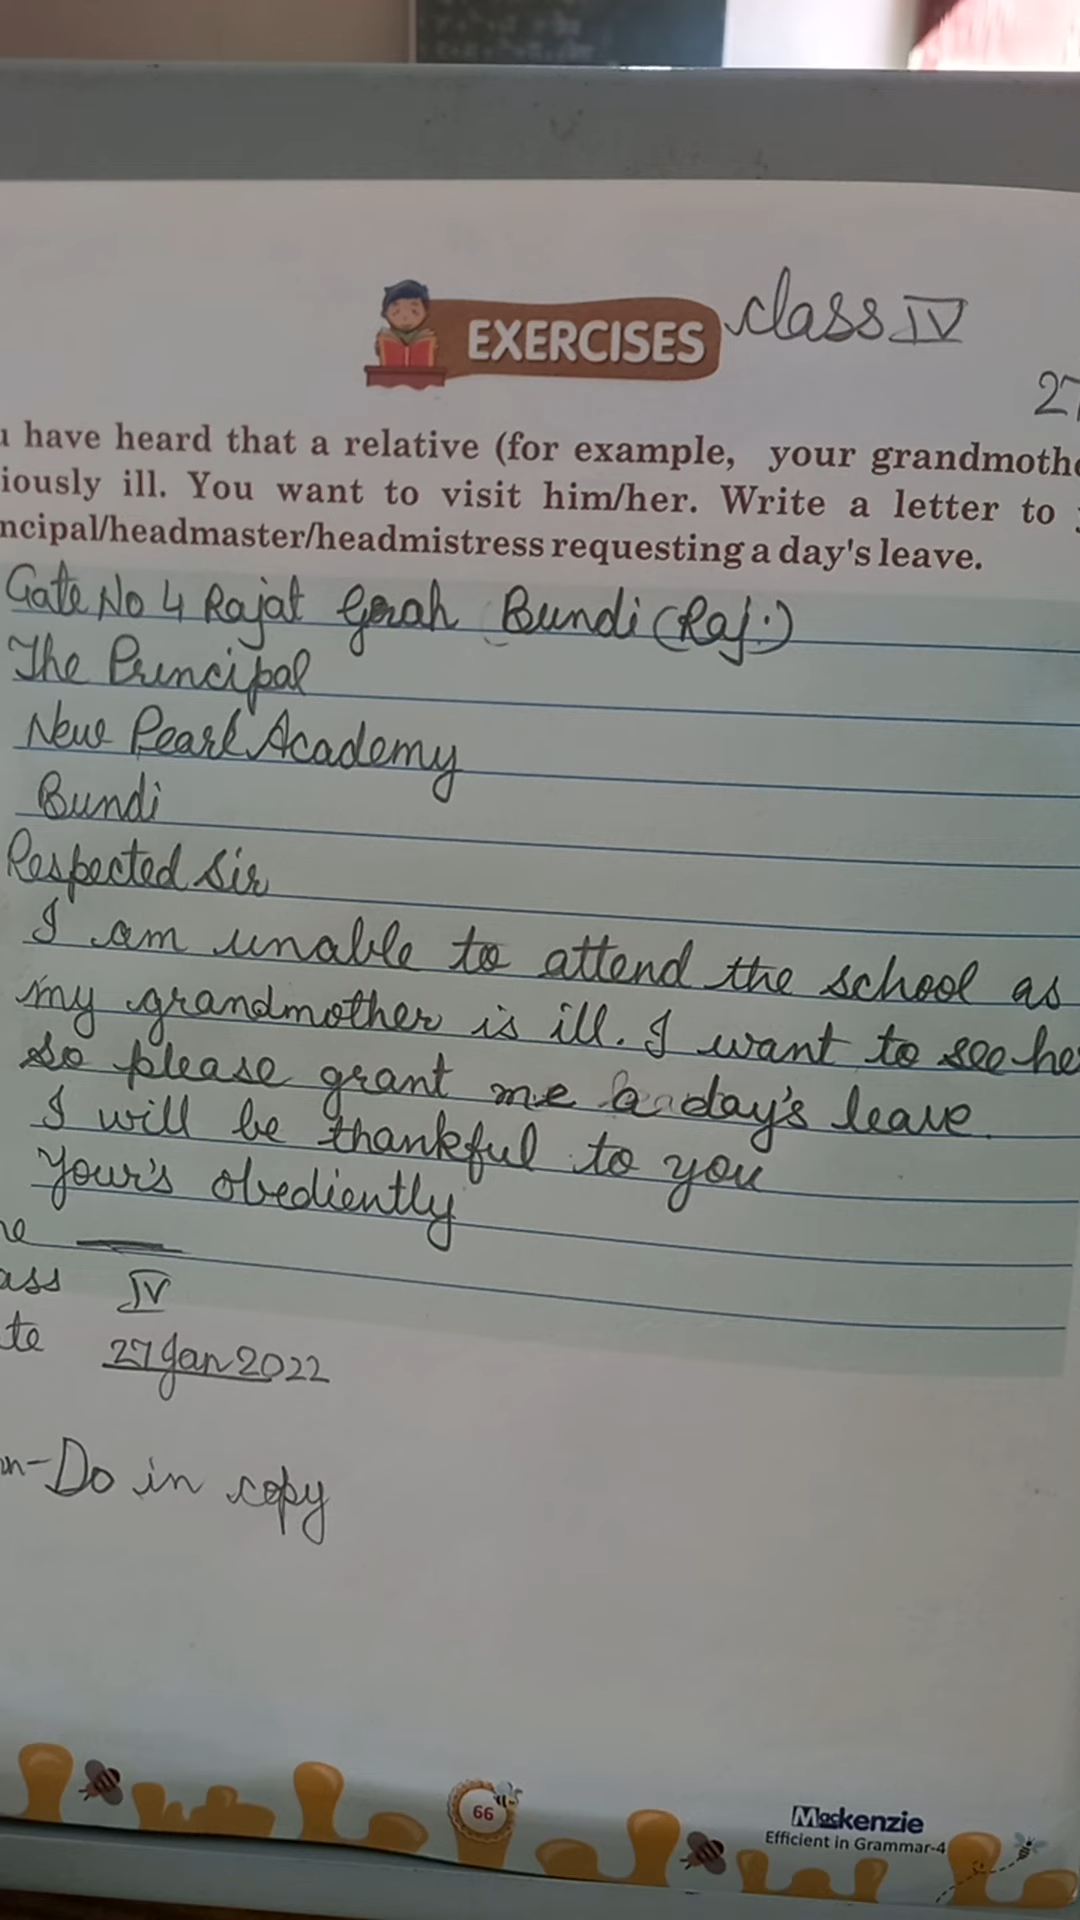 EXERCISES class IV
27
u have heard that a relative (for example, your grandmothe
iously ill. You want to visit him/her. Write a letter to
ncipal/headmaster/headmistress requesting a day's leave.
Gate No 4 Rajat Grah Bundi (Raj.)
The Principal
New Pearl Academy
Bundi
Respected Sir
I am unable to attend the school as
my grandmother is ill. I want to see he
So please grant me a day's leave.
I will be thankful to you
Your's obediently
me
ass IV
te 27 Jan 2022
Do in copy
66
Mackenzie
Efficient in Grammar-4